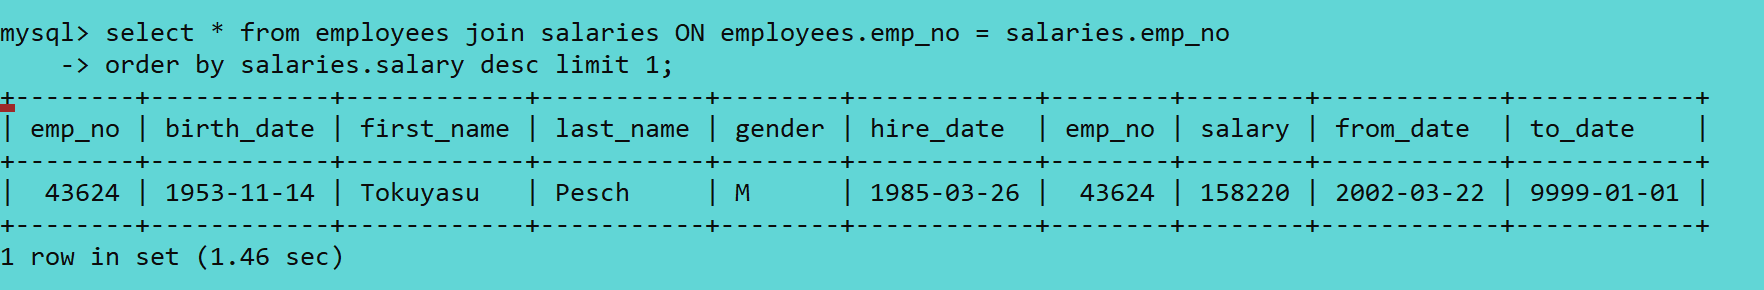 mysql> select * from employees join salaries ON employees.emp_no = salaries.emp_no
    -> order by salaries.salary desc limit 1;
+--------+------------+------------+-----------+--------+------------+--------+--------+------------+------------+
| emp_no | birth_date | first_name | last_name | gender | hire_date  | emp_no | salary | from_date  | to_date    |
+--------+------------+------------+-----------+--------+------------+--------+--------+------------+------------+
|  43624 | 1953-11-14 | Tokuyasu   | Pesch     | M      | 1985-03-26 |  43624 | 158220 | 2002-03-22 | 9999-01-01 |
+--------+------------+------------+-----------+--------+------------+--------+--------+------------+------------+
1 row in set (1.46 sec)